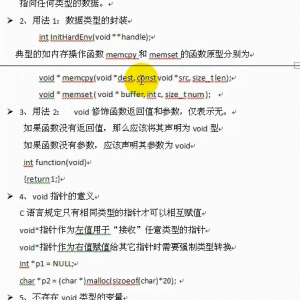 指向任何类型的数据。
➢ 2、用法 1： 数据类型的封装
int InitHardEnv(void **handle);
典型的如内存操作函数 memcpy 和 memset 的函数原型分别为
void * memcpy(void *dest, const void *src, size_t len);
void * memset ( void * buffer, int c, size_t num );
➢ 3、用法 2： void 修饰函数返回值和参数，仅表示无。
如果函数没有返回值，那么应该将其声明为 void 型
如果函数没有参数，应该声明其参数为 void
int function(void)
{return 1;}
➢ 4、void 指针的意义
C 语言规定只有相同类型的指针才可以相互赋值
void*指针作为左值用于“接收”任意类型的指针
void*指针作为右值赋值给其它指针时需要强制类型转换
int *p1 = NULL;
char *p2 = (char *)malloc(sizoeof(char)*20);
➢ 5、不存在 void 类型的变量